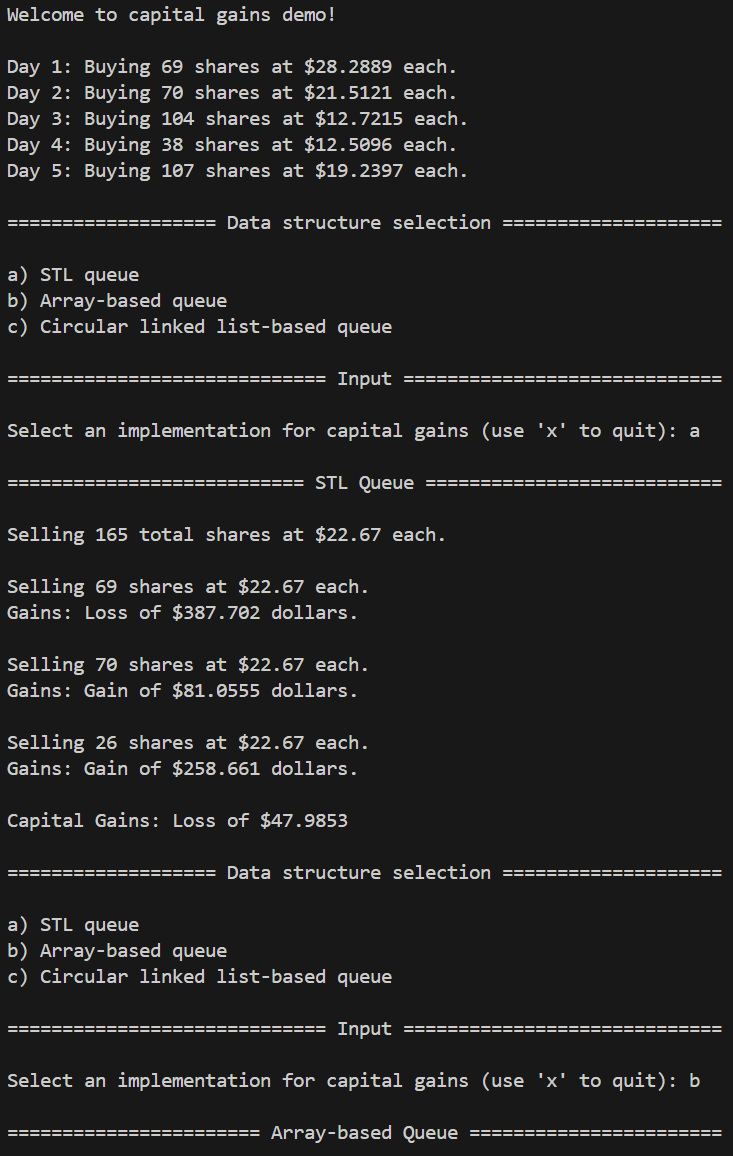 Welcome to capital gains demo!
Day 1: Buying 69 shares at $28.2889 each.
Day 2: Buying 70 shares at $21.5121 each.
Day 3: Buying 104 shares at $12.7215 each.
Day 4: Buying 38 shares at $12.5096 each.
Day 5: Buying 107 shares at $19.2397 each.
=================== Data structure selection ====================
a) STL queue
b) Array-based queue
c) Circular linked list-based queue
============================= Input =============================
Select an implementation for capital gains (use 'x' to quit): a
=========================== STL Queue ===========================
Selling 165 total shares at $22.67 each.
Selling 69 shares at $22.67 each.
Gains: Loss of $387.702 dollars.
Selling 70 shares at $22.67 each.
Gains: Gain of $81.0555 dollars.
Selling 26 shares at $22.67 each.
Gains: Gain of $258.661 dollars.
Capital Gains: Loss of $47.9853
=================== Data structure selection ====================
a) STL queue
b) Array-based queue
c) Circular linked list-based queue
============================= Input =============================
Select an implementation for capital gains (use 'x' to quit): b
======================= Array-based Queue =======================